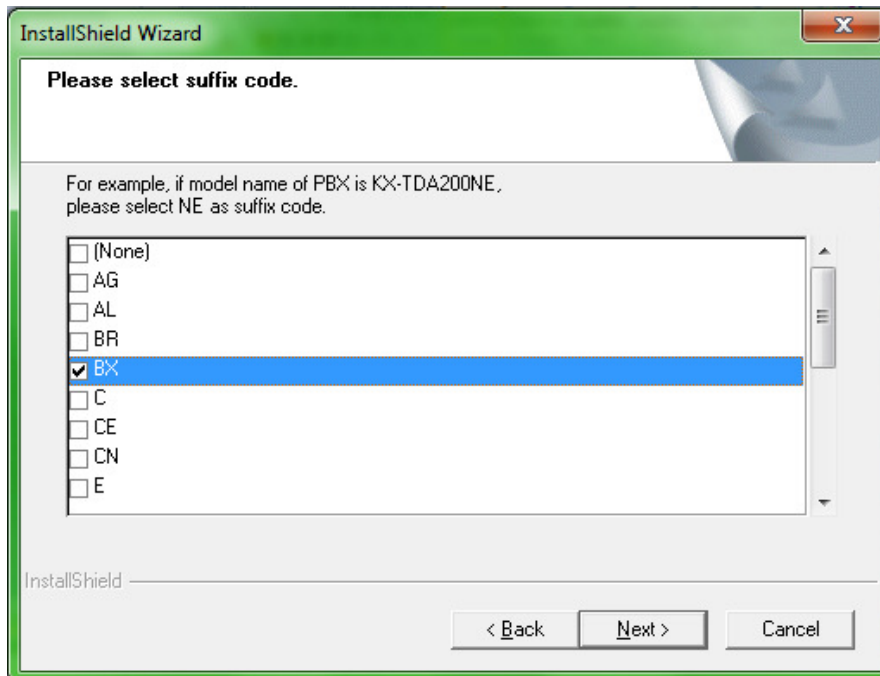 InstallShield Wizard
Please select suffix code.
For example, if model name of PBX is KX-TDA200NE,
please select NE as suffix code.
(None)
AG
AL
BR
BX
C
CE
CN
E
InstallShield
< Back
Next >
Cancel